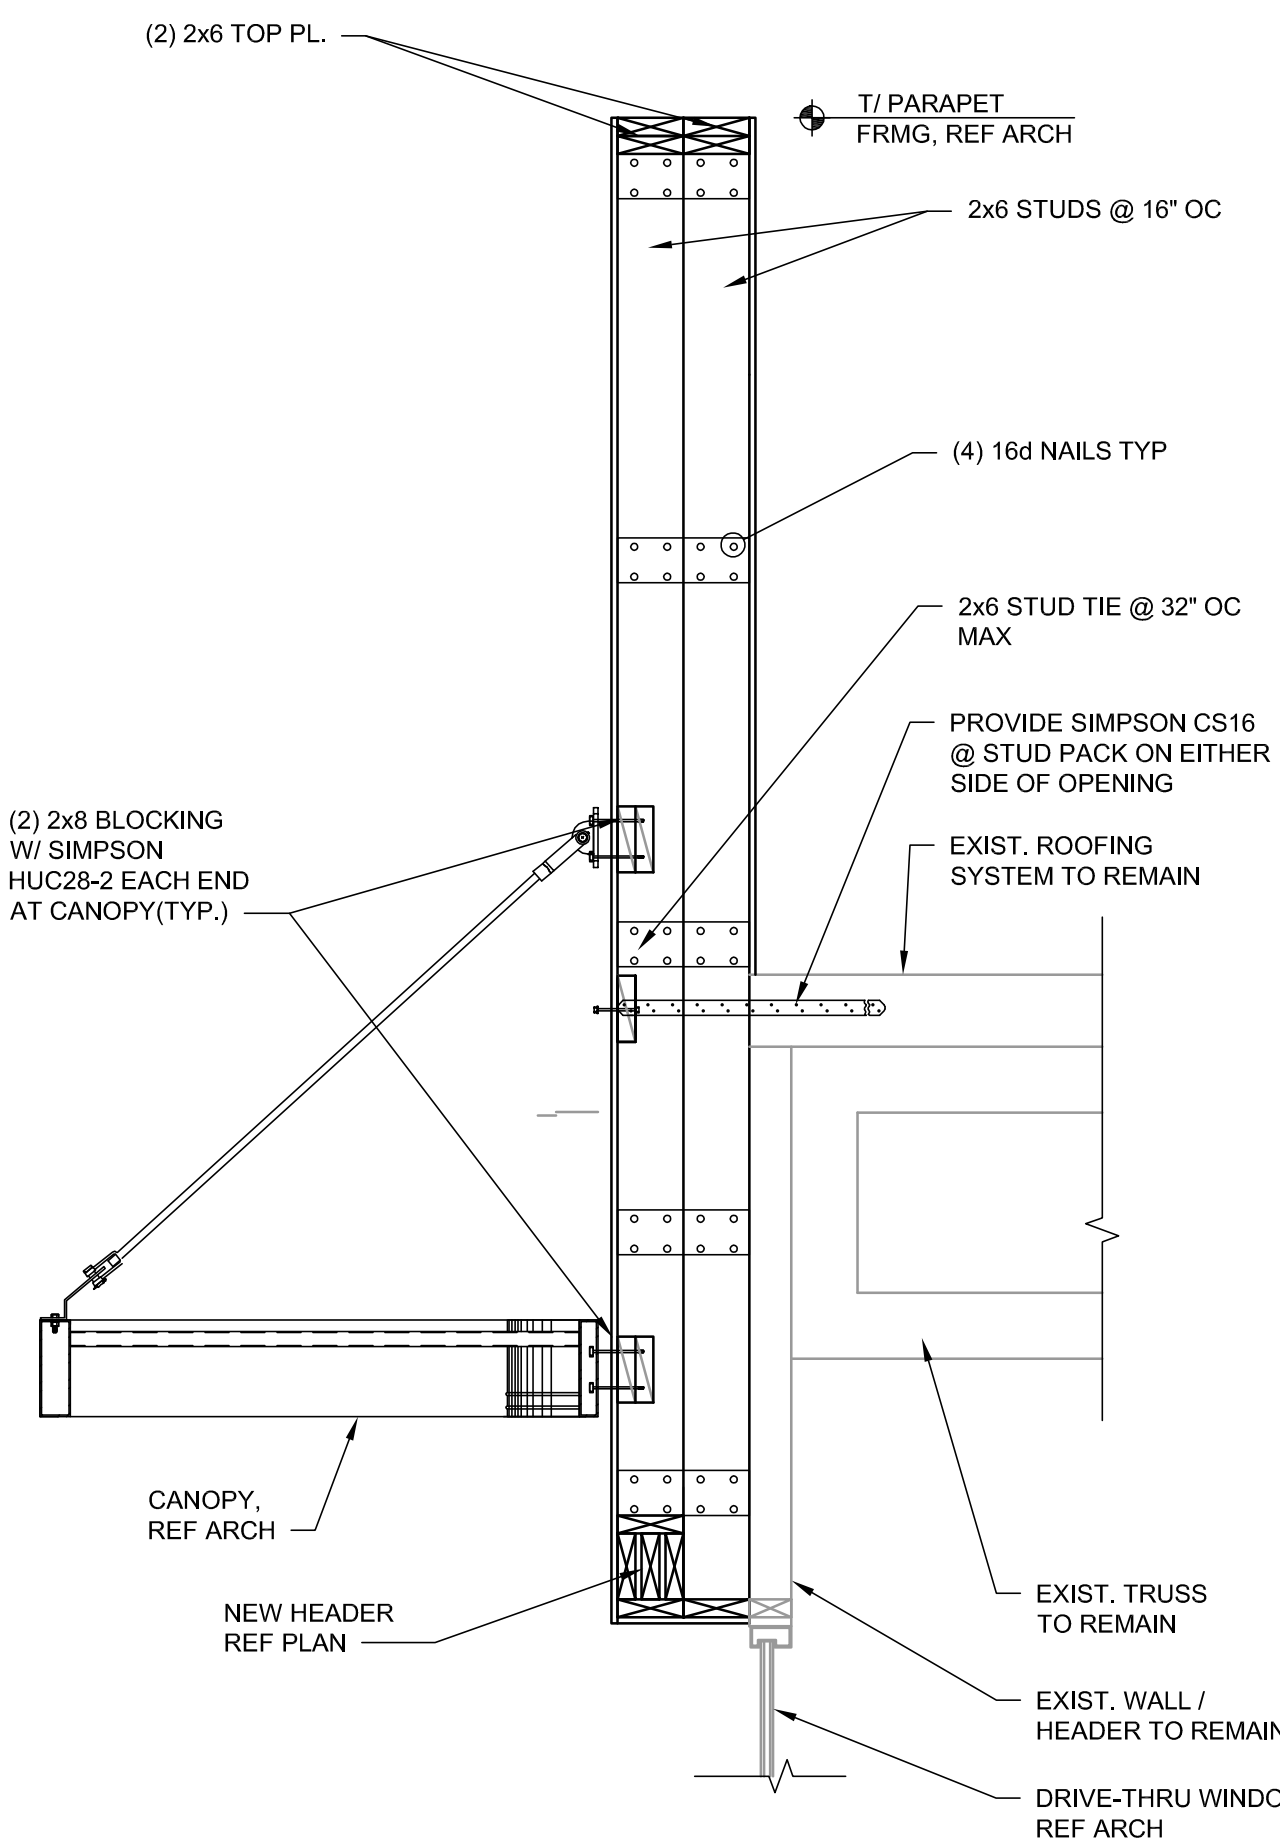 (2) 2x6 TOP PL.
T/ PARAPET
FRMG, REF ARCH
2x6 STUDS @ 16" OC
(4) 16d NAILS TYP
2x6 STUD TIE @ 32" OC
MAX
PROVIDE SIMPSON CS16
@ STUD PACK ON EITHER
SIDE OF OPENING
(2) 2x8 BLOCKING
W/ SIMPSON
HUC28-2 EACH END
AT CANOPY(TYP.)
EXIST. ROOFING
SYSTEM TO REMAIN
CANOPY,
REF ARCH
NEW HEADER
REF PLAN
EXIST. TRUSS
TO REMAIN
EXIST. WALL /
HEADER TO REMAIN
DRIVE-THRU
REF ARCH